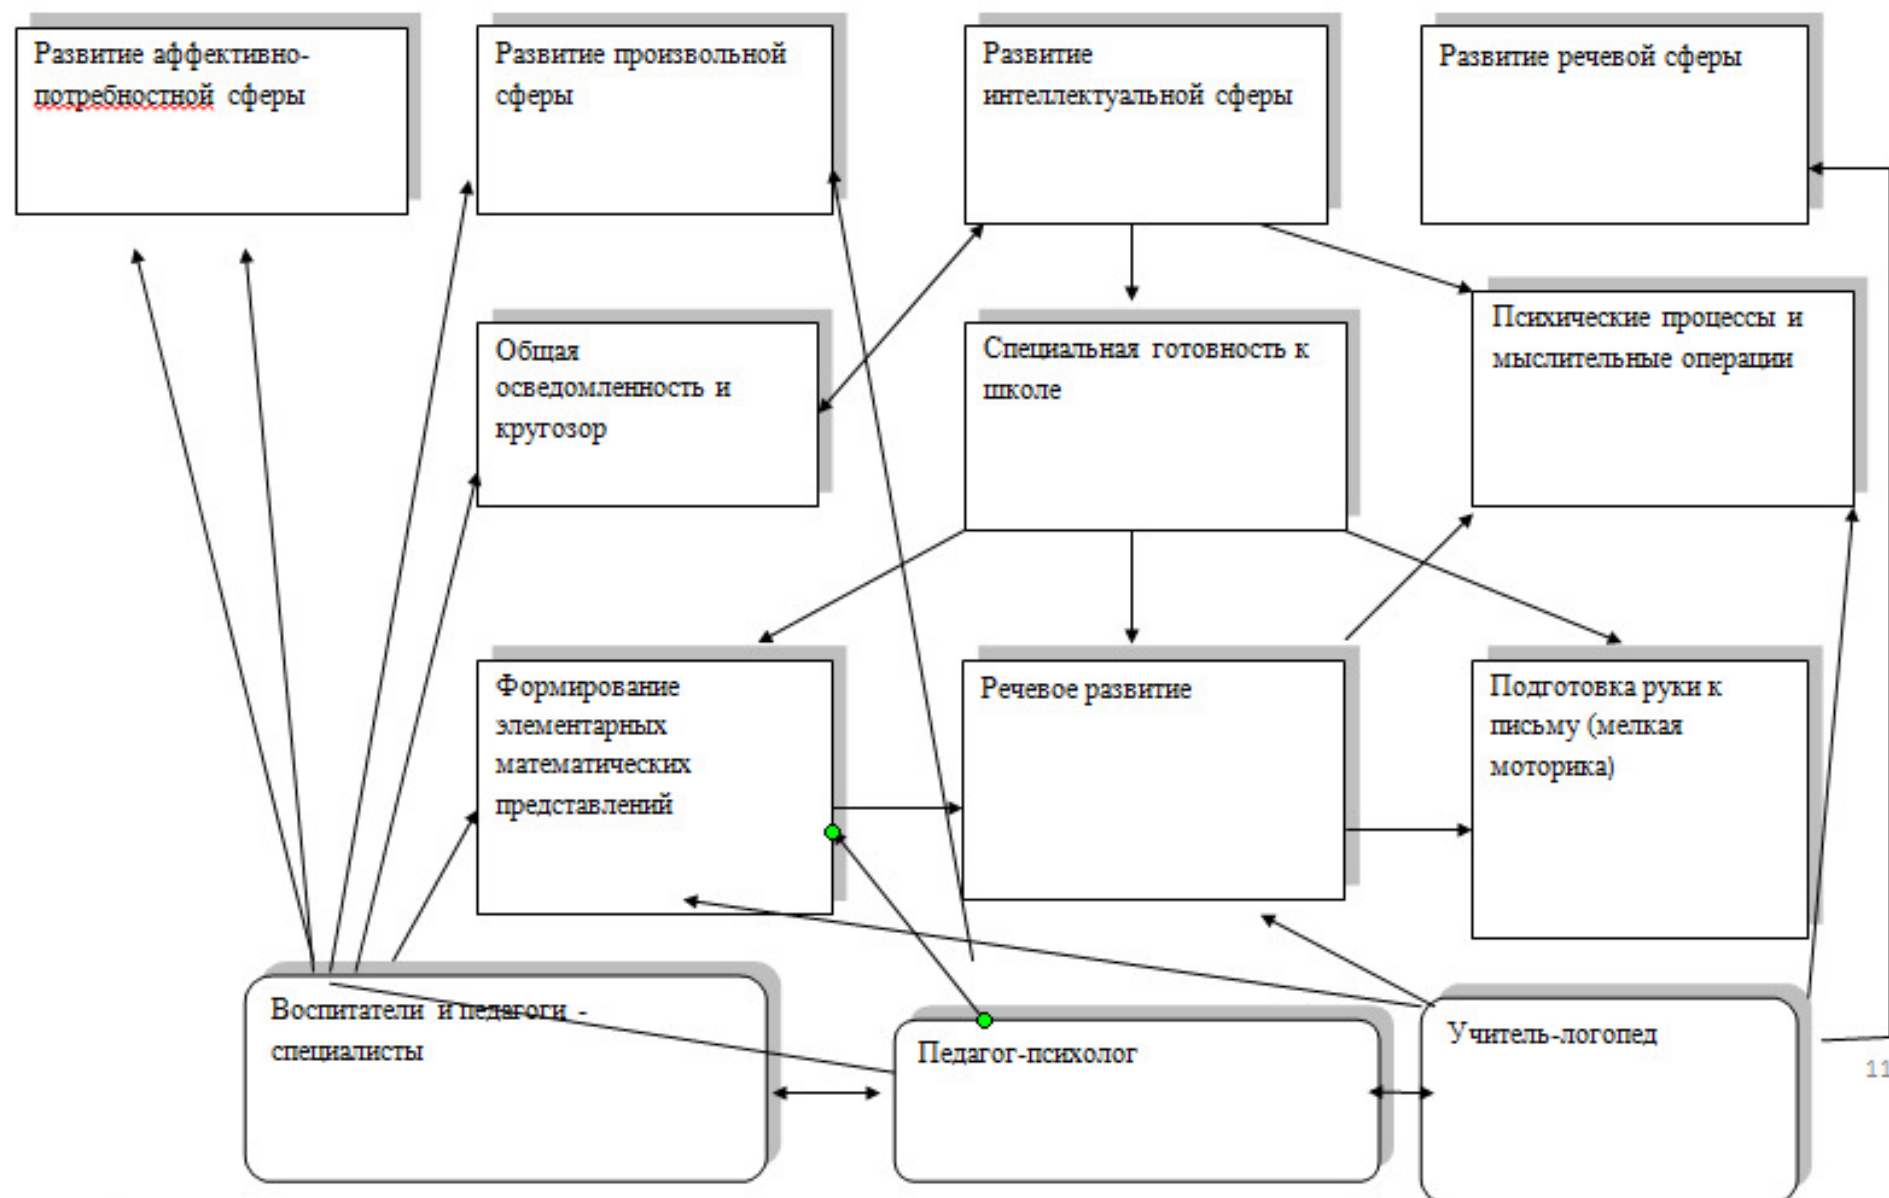 Развитие аффективно-
потребностной сферы
Развитие произвольной
сферы
Развитие
интеллектуальной сферы
Развитие речевой сферы
Общая
осведомленность и
кругозор
Специальная готовность к
школе
Психические процессы и
мыслительные операции
Формирование
элементарных
математических
представлений
Речевое развитие
Подготовка руки к
письму (мелкая
моторика)
Воспитатели и педагоги -
специалисты
Педагог-психолог
Учитель-логопед
11